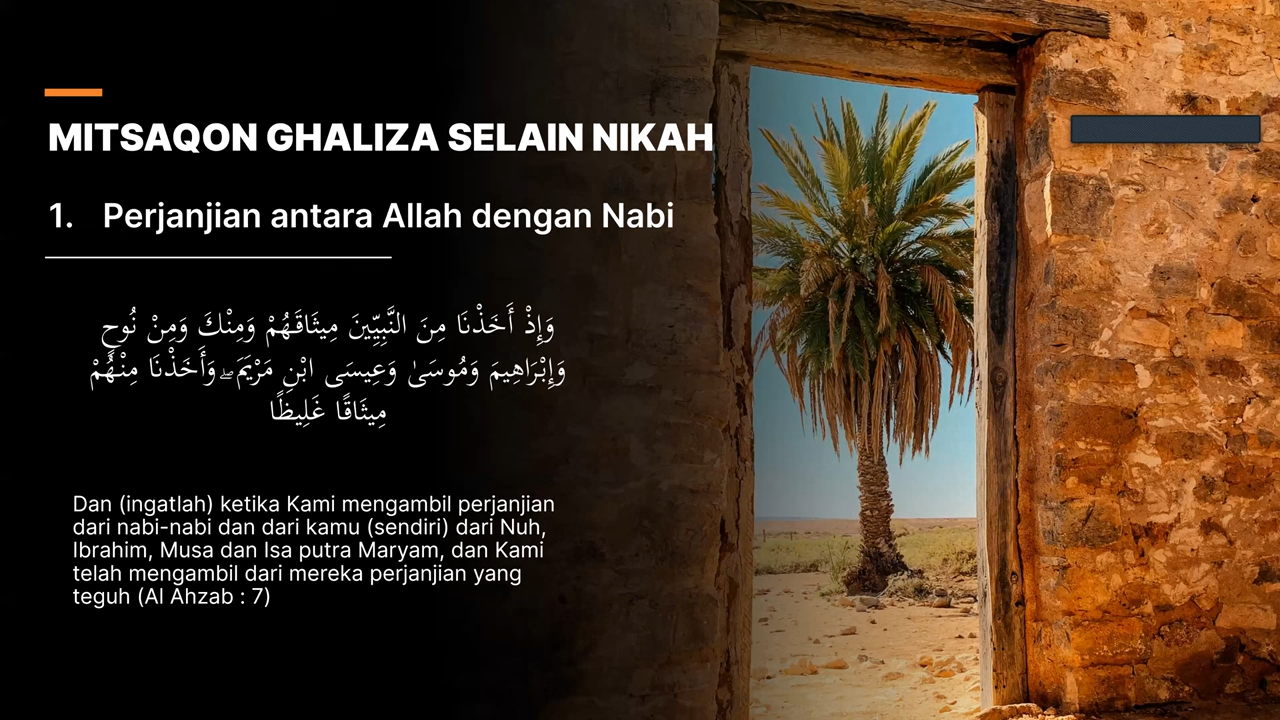 MITSAQON GHALIZA SELAIN NIKAH
1. Perjanjian antara Allah dengan Nabi
وَإِذْ أَخَذْنَا مِنَ النَّبِيِّينَ مِيثَاقَهُمْ وَمِنْكَ وَمِنْ نُوحٍ
وَإِبْرَاهِيمَ وَمُوسَىٰ وَعِيسَى ابْنِ مَرْيَمَ ۖ وَأَخَذْنَا مِنْهُمْ
مِيثَاقًا غَلِيظًا
Dan (ingatlah) ketika Kami mengambil perjanjian
dari nabi-nabi dan dari kamu (sendiri) dari Nuh,
Ibrahim, Musa dan Isa putra Maryam, dan Kami
telah mengambil dari mereka perjanjian yang
teguh (Al Ahzab : 7)